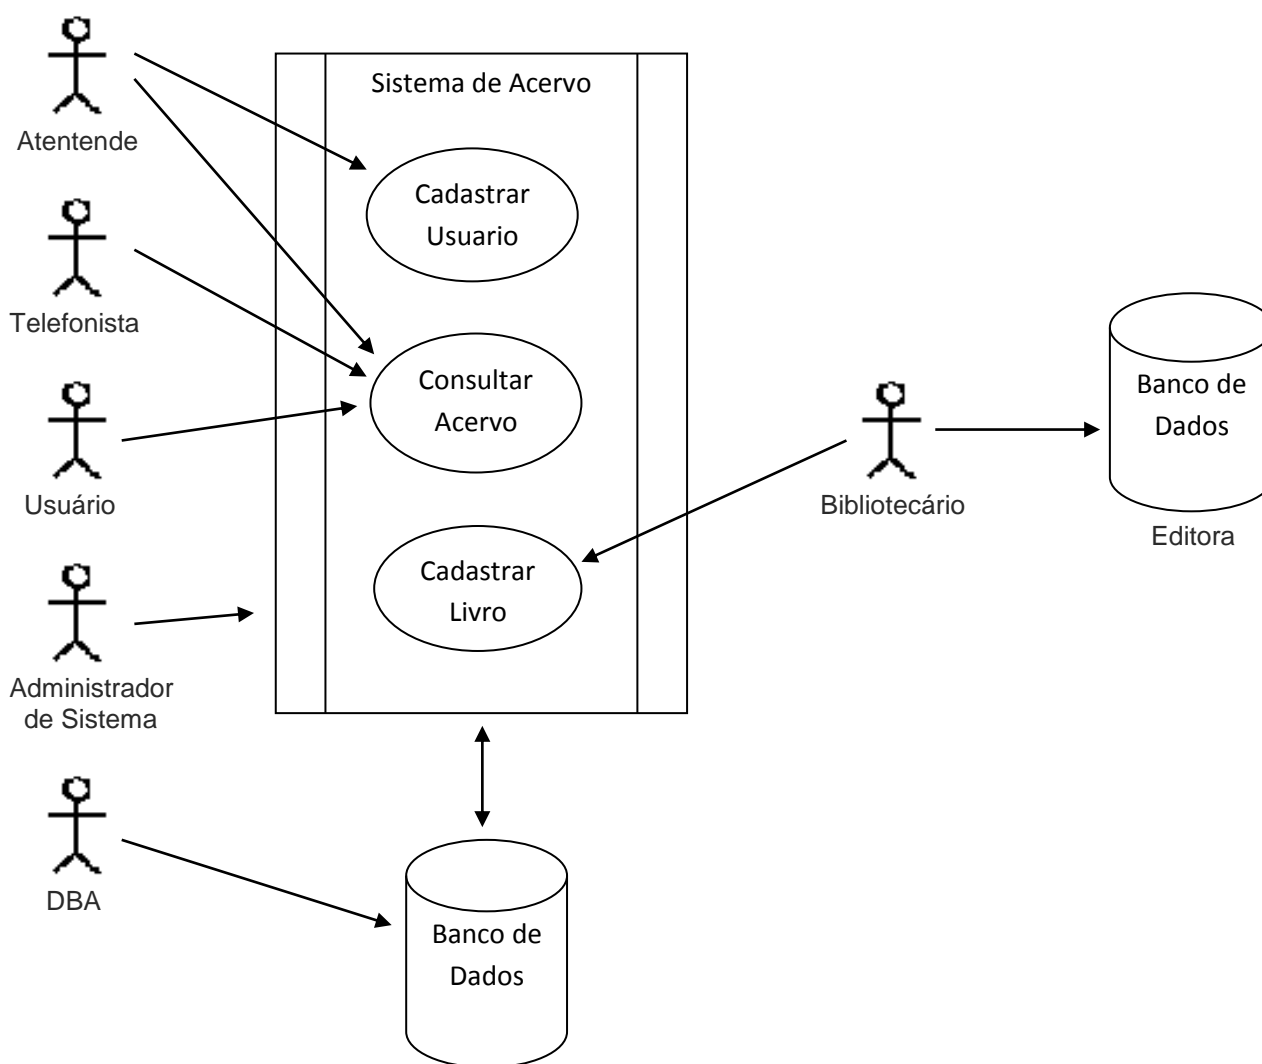 Atentende
Sistema de Acervo
Cadastrar
Usuario
Telefonista
Consultar
Acervo
Usuário
Bibliotecário
Banco de
Dados
Editora
Cadastrar
Livro
Administrador
de Sistema
DBA
Banco de
Dados